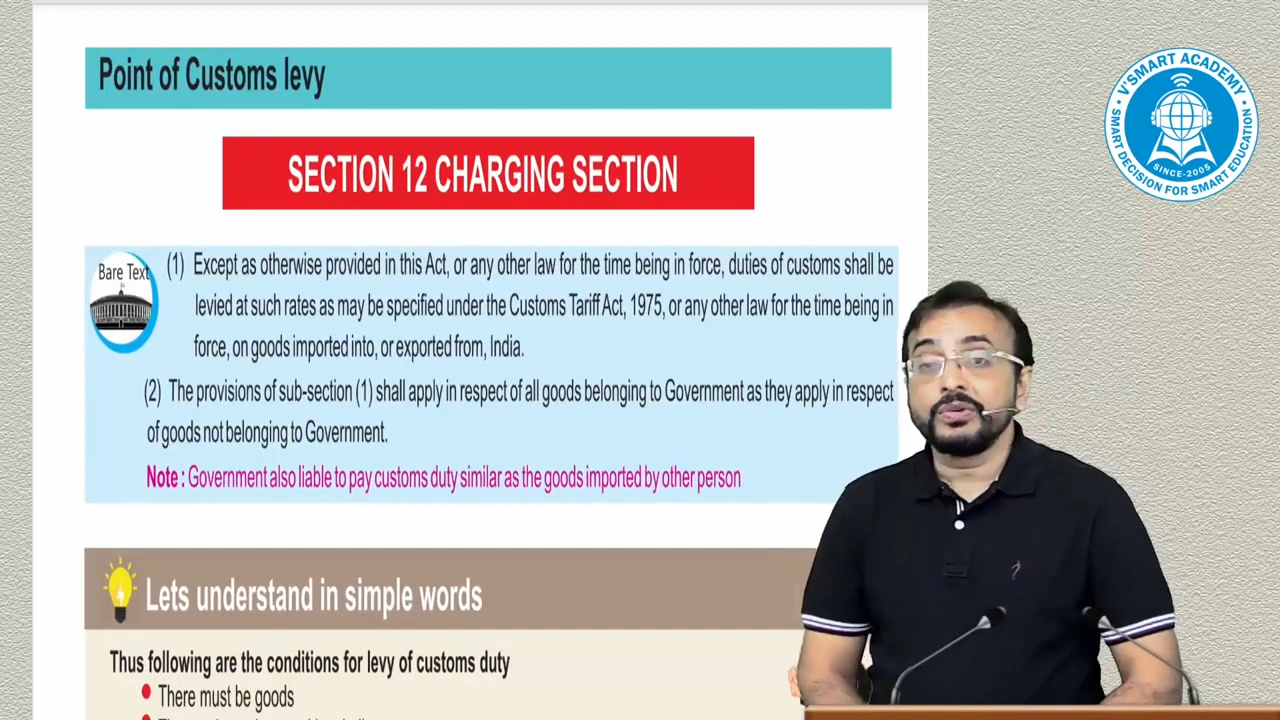 Point of Customs levy
SECTION 12 CHARGING SECTION
Bare Text
(1) Except as otherwise provided in this Act, or any other law for the time being in force, duties of customs shall be
levied at such rates as may be specified under the Customs Tariff Act, 1975, or any other law for the time being in
force, on goods imported into, or exported from, India.
(2) The provisions of sub-section (1) shall apply in respect of all goods belonging to Government as they apply in respect
of goods not belonging to Government.
Note : Government also liable to pay customs duty similar as the goods imported by other person
Lets understand in simple words
Thus following are the conditions for levy of customs duty
There must be goods
V'SMART ACADEMY
SINCE-2005
SMART DECISION FOR SMART EDUCATION